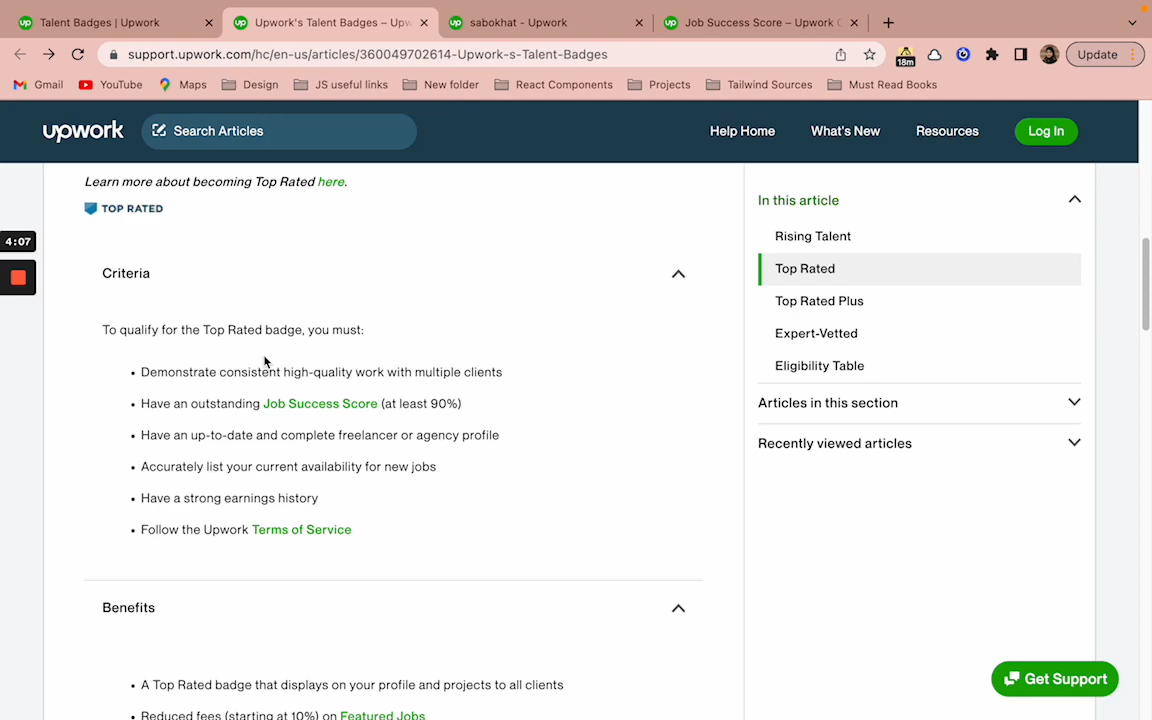 Talent Badges | Upwork
Upwork's Talent Badges – Upw
sabokhat - Upwork
Job Success Score – Upwork C
support.upwork.com/hc/en-us/articles/360049702614-Upwork-s-Talent-Badges
18m
Update
Gmail
YouTube
Maps
Design
JS useful links
New folder
React Components
Projects
Tailwind Sources
Must Read Books
upwork
Search Articles
Help Home
What's New
Resources
Log In
Learn more about becoming Top Rated here.
TOP RATED
4:07
Criteria
To qualify for the Top Rated badge, you must:
• Demonstrate consistent high-quality work with multiple clients
• Have an outstanding Job Success Score (at least 90%)
• Have an up-to-date and complete freelancer or agency profile
• Accurately list your current availability for new jobs
• Have a strong earnings history
• Follow the Upwork Terms of Service
Benefits
• A Top Rated badge that displays on your profile and projects to all clients
• Reduced fees (starting at 10%) on Featured Jobs
In this article
Rising Talent
Top Rated
Top Rated Plus
Expert-Vetted
Eligibility Table
Articles in this section
Recently viewed articles
Get Support